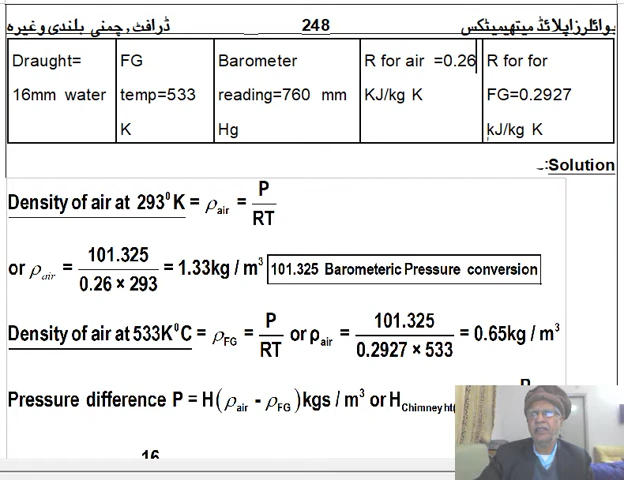 بوائلرز اپلائڈ میتھیمیٹکس 248 ڈرافٹ، چمنی بلندی وغیرہ
Draught= 16mm water
FG temp=533 K
Barometer reading=760 mm Hg
R for air =0.26 KJ/kg K
R for for FG=0.2927 kJ/kg K
Solution:
Density of air at 293⁰ K = ρair = P/RT
or ρair = 101.325 / 0.26 × 293 = 1.33kg / m³ 101.325 Barometeric Pressure conversion
Density of air at 533K⁰C = ρFG = P/RT or ρair = 101.325 / 0.2927 × 533 = 0.65kg / m³
Pressure difference P = H(ρair - ρFG)kgs / m³ or HChimney ht(
16